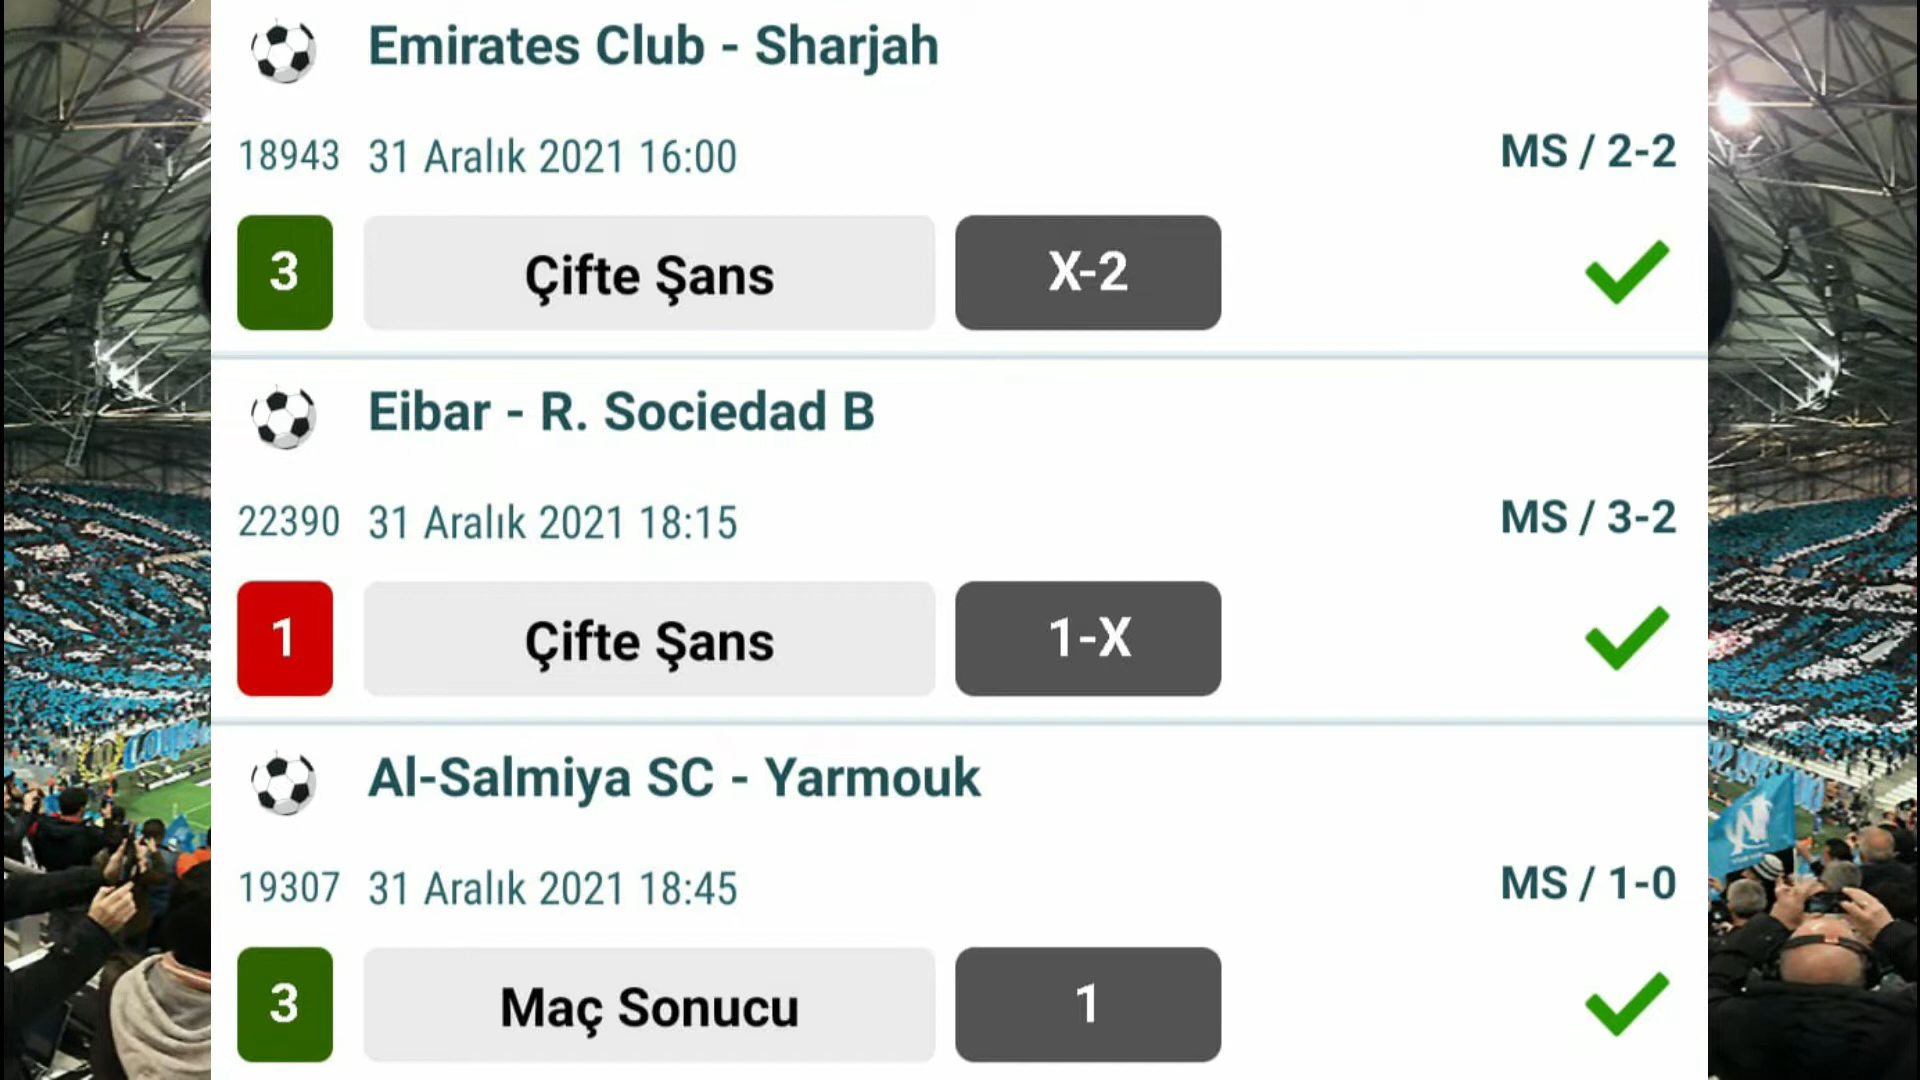 Emirates Club - Sharjah
18943 31 Aralık 2021 16:00 MS / 2-2
3 Çifte Şans X-2
Eibar - R. Sociedad B
22390 31 Aralık 2021 18:15 MS / 3-2
1 Çifte Şans 1-X
Al-Salmiya SC - Yarmouk
19307 31 Aralık 2021 18:45 MS / 1-0
3 Maç Sonucu 1